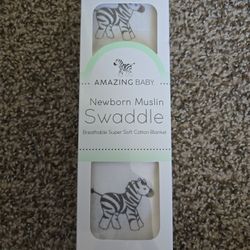 AMAZING BABY
Newborn Muslin
Swaddle
Breathable Super Soft Cotton Blanket